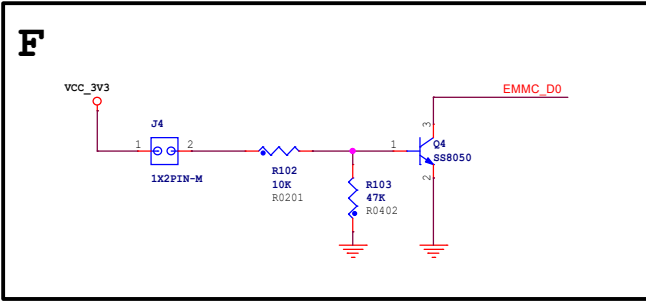 F
VCC_3V3
EMMC_D0
J4
1
2
1X2PIN-M
R102
10K
R0201
R103
47K
R0402
1
3
Q4
SS8050
2